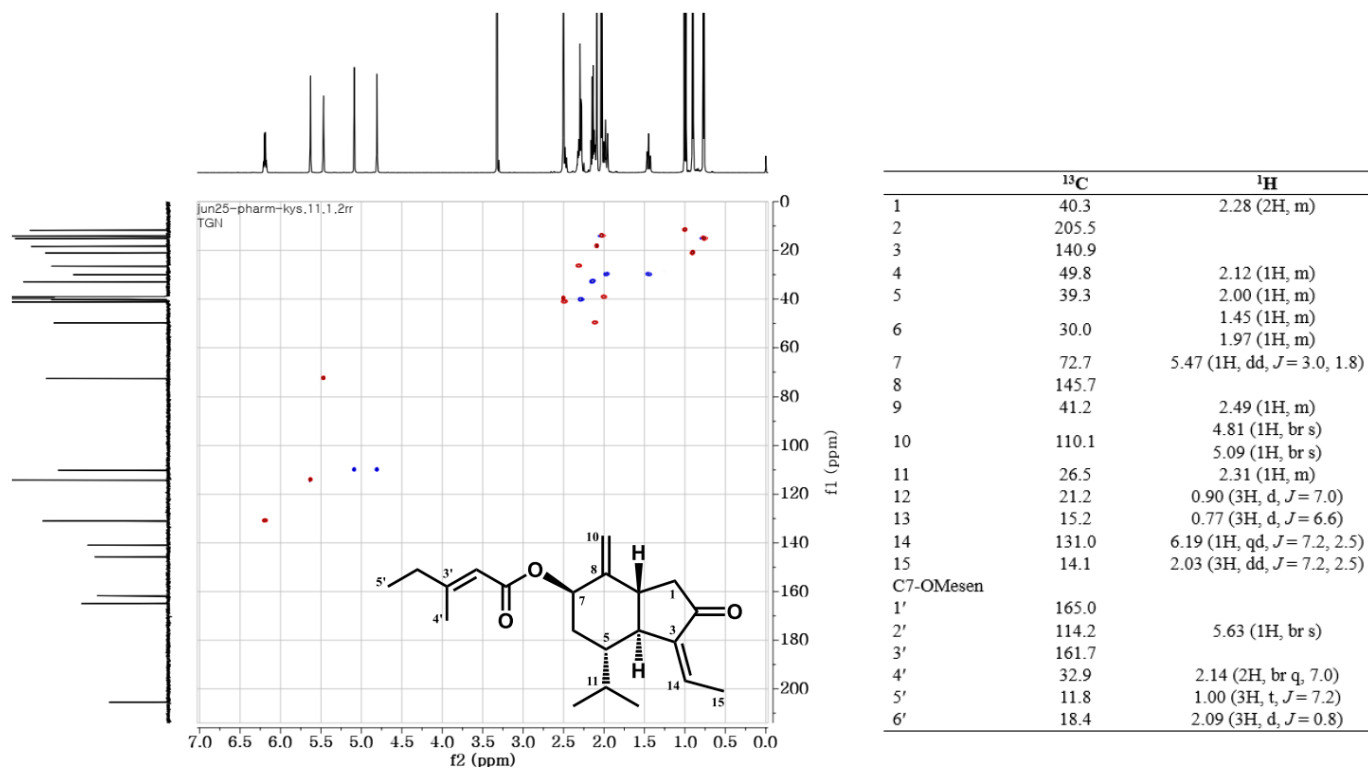 jun25-pharm-kys,11,1,2rr
TGN
0
20
40
60
80
100
120
140
160
180
200
f1 (ppm)
7.0 6.5 6.0 5.5 5.0 4.5 4.0 3.5 3.0 2.5 2.0 1.5 1.0 0.5 0.0
f2 (ppm)
10
H
5' 3' O 8 1
4' O 7 5 3 O
H
11 14 15
13C 1H
1 40.3 2.28 (2H, m)
2 205.5
3 140.9
4 49.8 2.12 (1H, m)
5 39.3 2.00 (1H, m)
6 30.0 1.45 (1H, m)
1.97 (1H, m)
7 72.7 5.47 (1H, dd, J = 3.0, 1.8)
8 145.7
9 41.2 2.49 (1H, m)
10 110.1 4.81 (1H, br s)
5.09 (1H, br s)
11 26.5 2.31 (1H, m)
12 21.2 0.90 (3H, d, J = 7.0)
13 15.2 0.77 (3H, d, J = 6.6)
14 131.0 6.19 (1H, qd, J = 7.2, 2.5)
15 14.1 2.03 (3H, dd, J = 7.2, 2.5)
C7-OMesen
1′ 165.0
2′ 114.2 5.63 (1H, br s)
3′ 161.7
4′ 32.9 2.14 (2H, br q, 7.0)
5′ 11.8 1.00 (3H, t, J = 7.2)
6′ 18.4 2.09 (3H, d, J = 0.8)